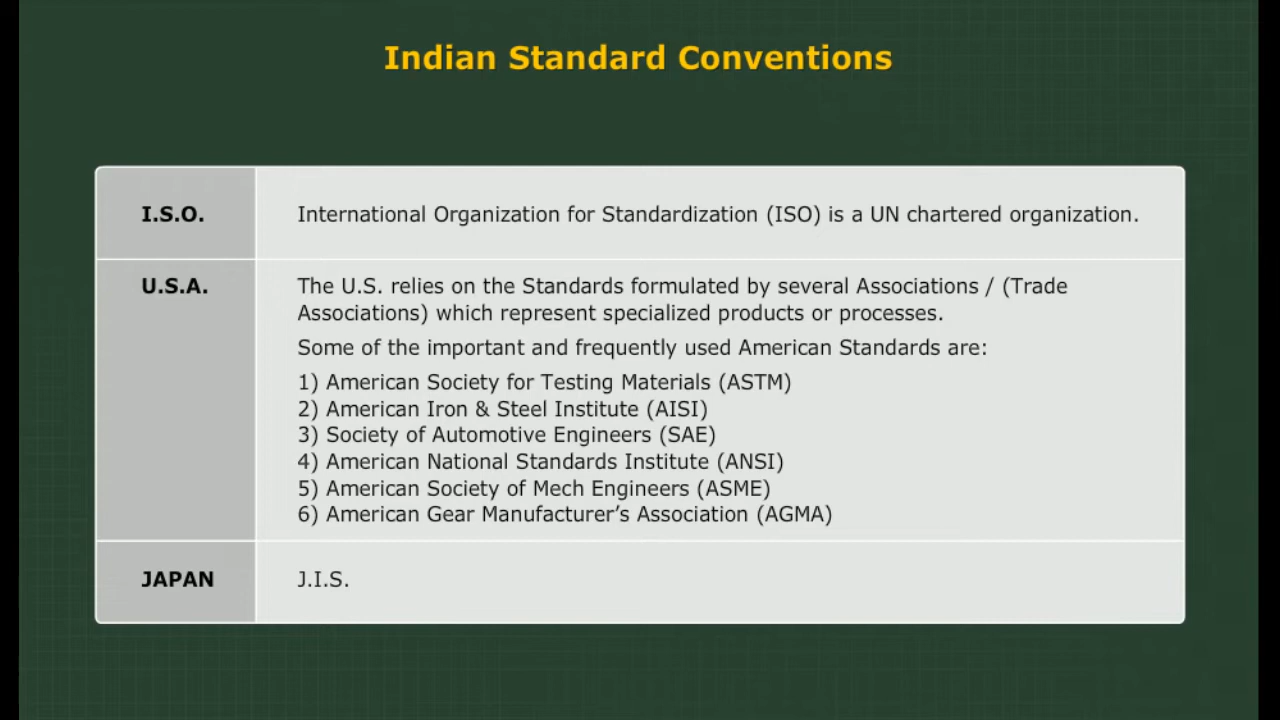 Indian Standard Conventions
I.S.O.
International Organization for Standardization (ISO) is a UN chartered organization.
U.S.A.
The U.S. relies on the Standards formulated by several Associations / (Trade
Associations) which represent specialized products or processes.
Some of the important and frequently used American Standards are:
1) American Society for Testing Materials (ASTM)
2) American Iron & Steel Institute (AISI)
3) Society of Automotive Engineers (SAE)
4) American National Standards Institute (ANSI)
5) American Society of Mech Engineers (ASME)
6) American Gear Manufacturer’s Association (AGMA)
JAPAN
J.I.S.